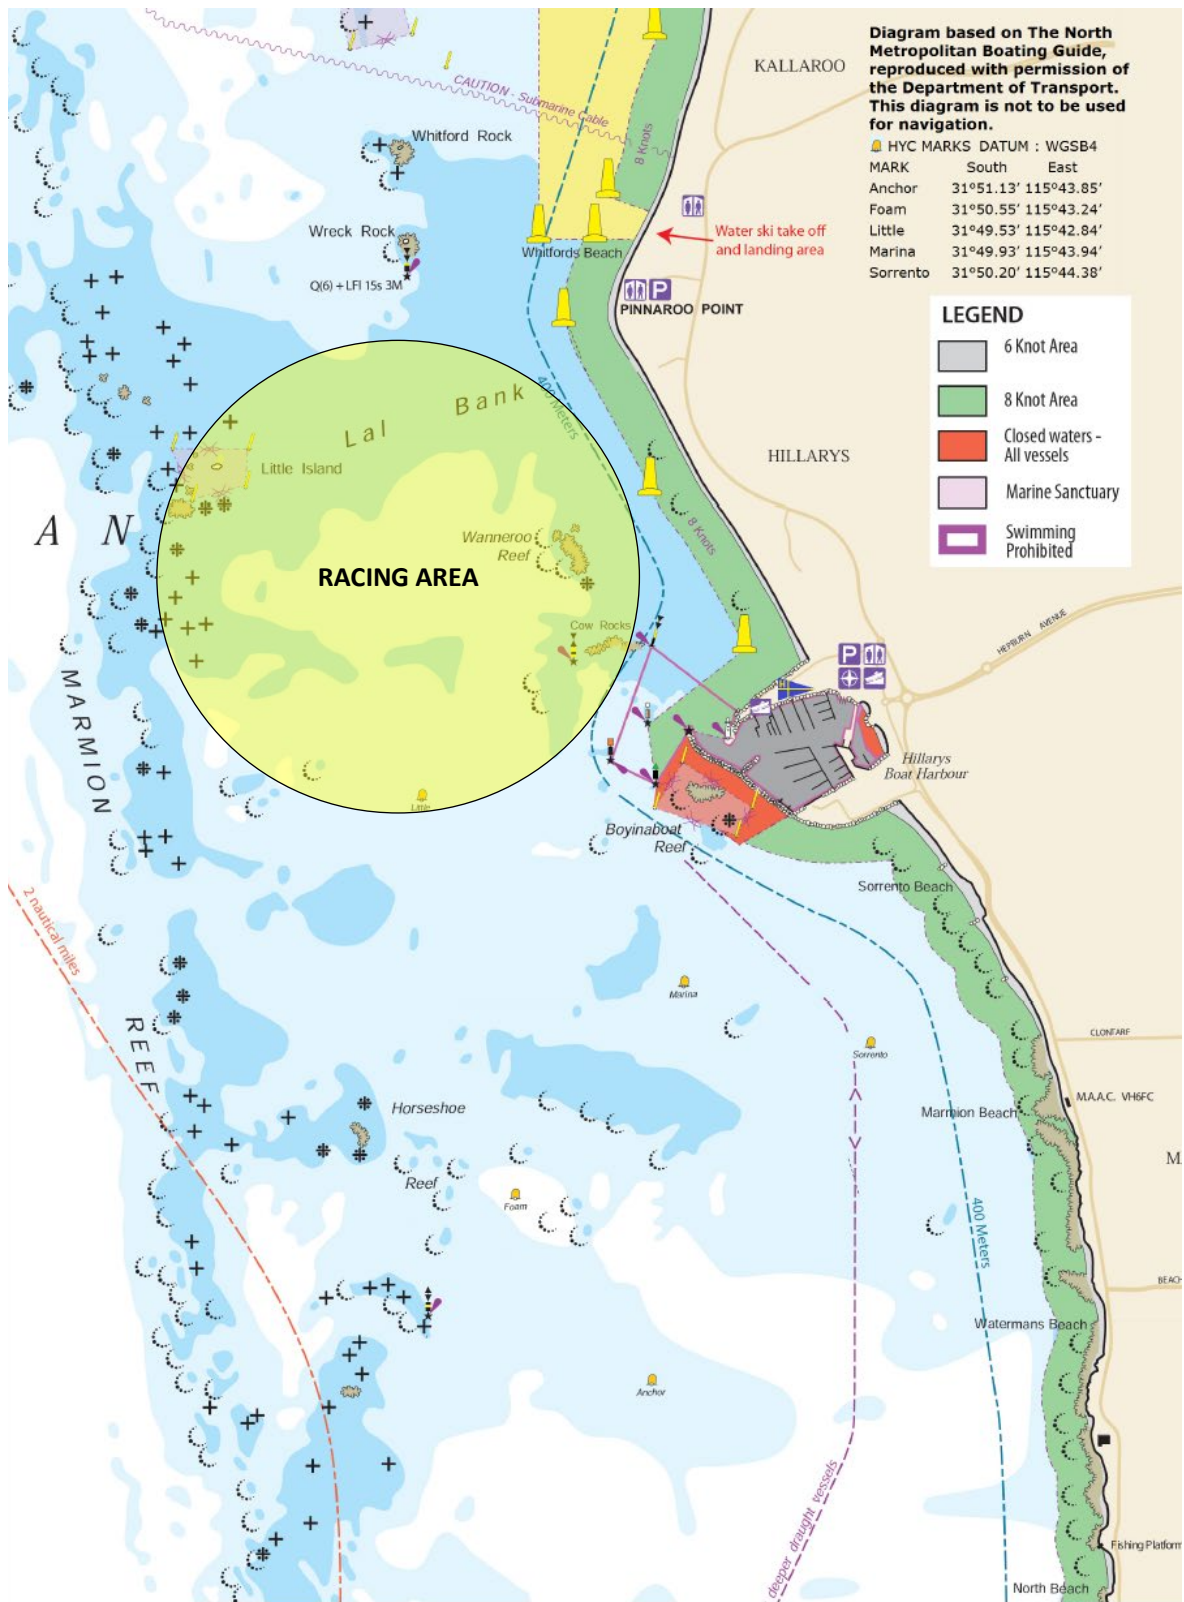 Diagram based on The North
Metropolitan Boating Guide,
reproduced with permission of
the Department of Transport.
This diagram is not to be used
for navigation.
HYC MARKS DATUM : WGSB4
MARK South East
Anchor 31°51.13' 115°43.85'
Foam 31°50.55' 115°43.24'
Little 31°49.53' 115°42.84'
Marina 31°49.93' 115°43.94'
Sorrento 31°50.20' 115°44.38'
LEGEND
6 Knot Area
8 Knot Area
Closed waters -
All vessels
Marine Sanctuary
Swimming
Prohibited
KALLAROO
CAUTION - Submarine Cable
8 Knots
Whitford Rock
Wreck Rock
Q(6) + LFI 15s 3M
Whitfords Beach
Water ski take off
and landing area
P
PINNAROO POINT
400 Meters
Lal Bank
Little Island
HILLARYS
A N
Wanneroo
Reef
8 Knots
RACING AREA
Cow Rocks
HEPBURN AVENUE
P
MARMION
Hillarys
Boat Harbour
Little
Boyinaboat
Reef
Sorrento Beach
2 nautical miles
Marina
REEF
Sorrento
CLONTARF
Horseshoe
Reef
M.A.A.C. VH6FC
Marmion Beach
M
Foam
400 Meters
BEACH
Watermans Beach
Anchor
deeper draught vessels
Fishing Platform
North Beach